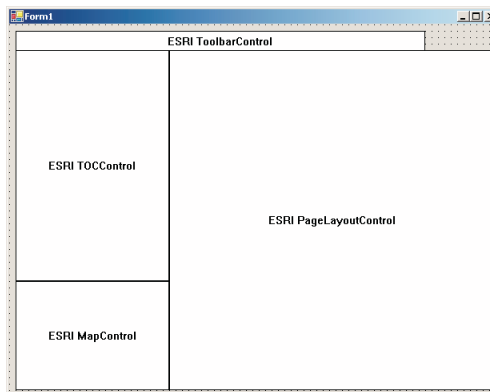 Form1
ESRI ToolbarControl
ESRI TOCControl
ESRI PageLayoutControl
ESRI MapControl